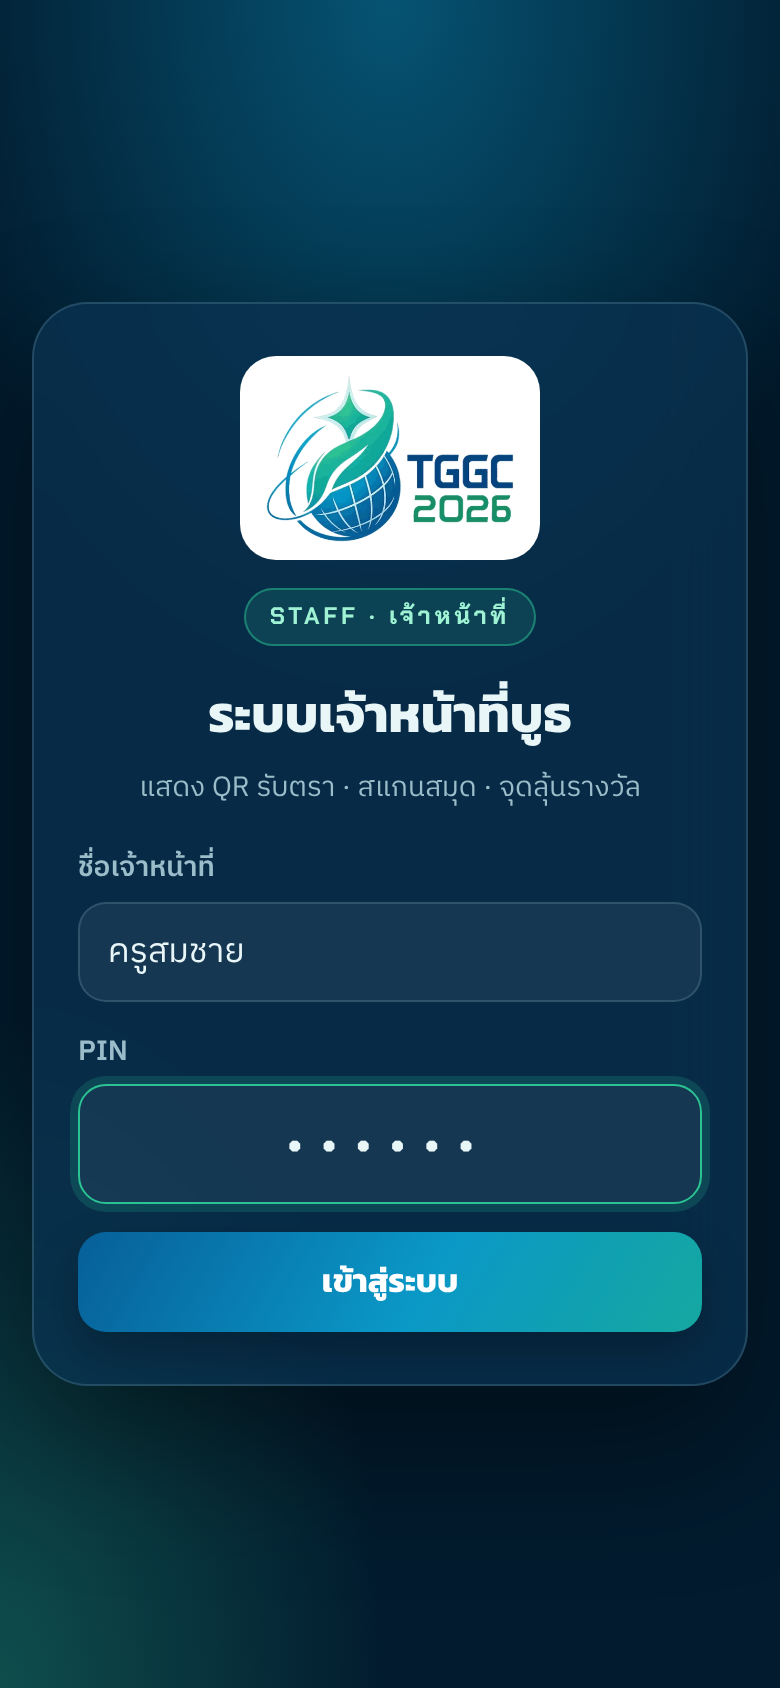 TGGC
2026
STAFF · เจ้าหน้าที่
ระบบเจ้าหน้าที่บูธ
แสดง QR รับตรา · สแกนสมุด · จุดลุ้นรางวัล
ชื่อเจ้าหน้าที่
ครูสมชาย
PIN
••••••
เข้าสู่ระบบ